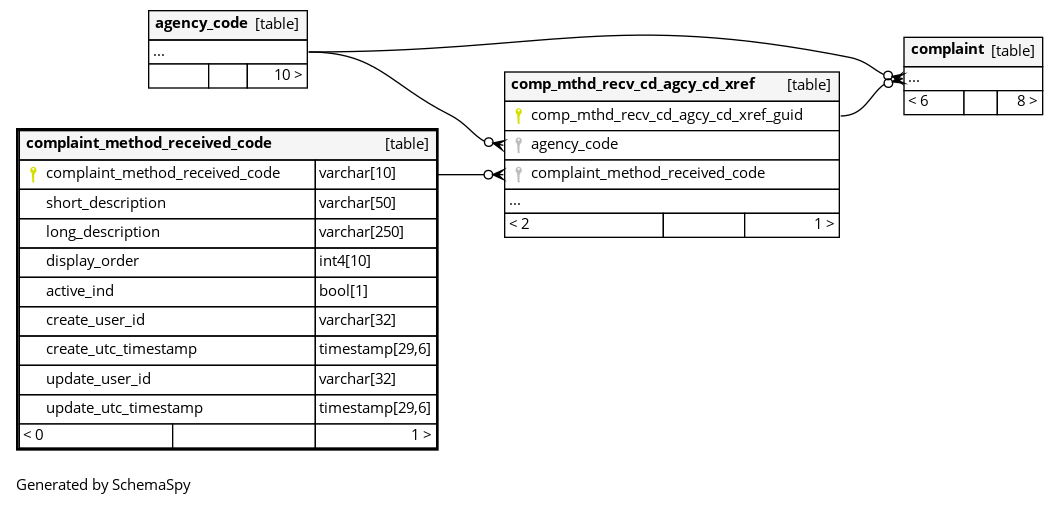 agency_code [table]
...
10 >
complaint [table]
...
< 6 8 >
comp_mthd_recv_cd_agcy_cd_xref [table]
comp_mthd_recv_cd_agcy_cd_xref_guid
agency_code
complaint_method_received_code
...
< 2 1 >
complaint_method_received_code [table]
complaint_method_received_code varchar[10]
short_description varchar[50]
long_description varchar[250]
display_order int4[10]
active_ind bool[1]
create_user_id varchar[32]
create_utc_timestamp timestamp[29,6]
update_user_id varchar[32]
update_utc_timestamp timestamp[29,6]
< 0 1 >
Generated by SchemaSpy